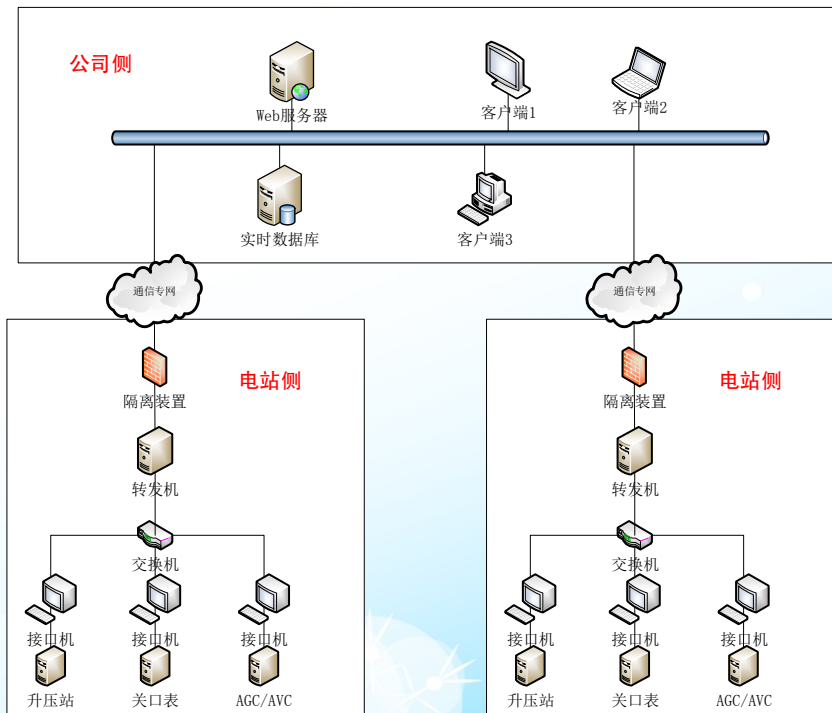 公司侧
Web服务器
客户端1
客户端2
实时数据库
客户端3
通信专网
通信专网
电站侧
隔离装置
转发机
交换机
接口机
接口机
接口机
升压站
关口表
AGC/AVC
电站侧
隔离装置
转发机
交换机
接口机
接口机
接口机
升压站
关口表
AGC/AVC